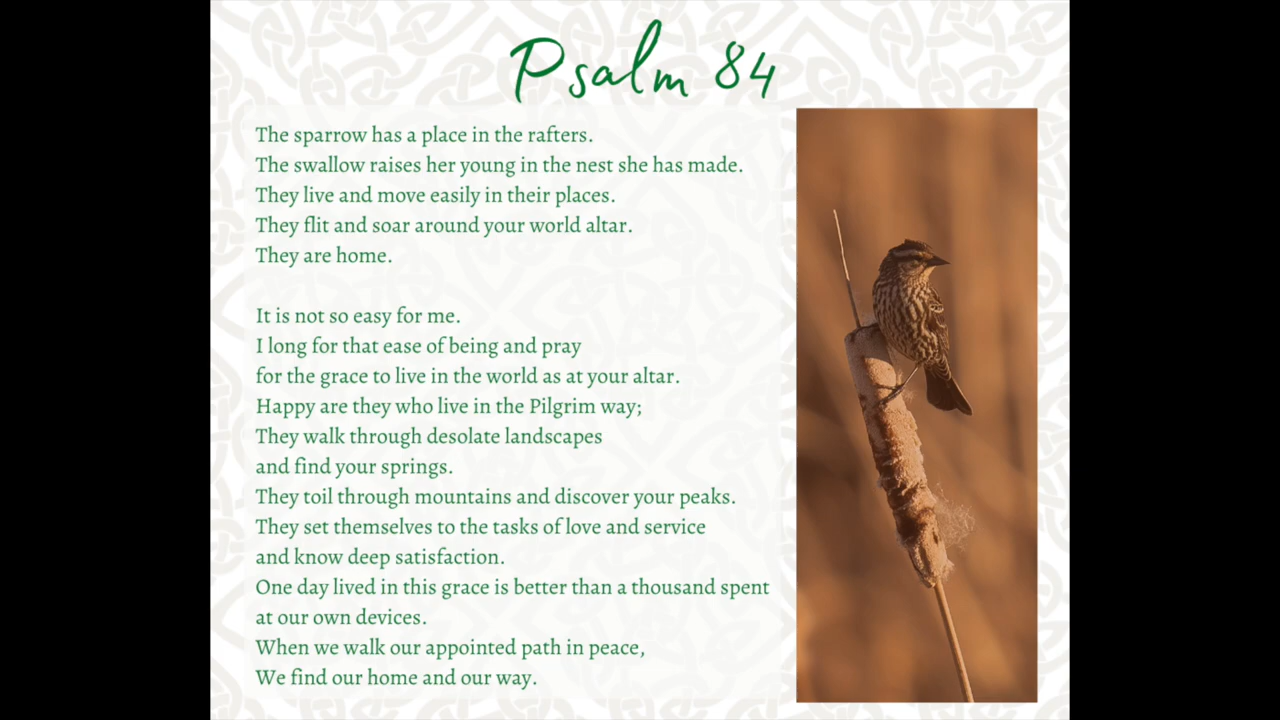 Psalm 84
The sparrow has a place in the rafters.
The swallow raises her young in the nest she has made.
They live and move easily in their places.
They flit and soar around your world altar.
They are home.
It is not so easy for me.
I long for that ease of being and pray
for the grace to live in the world as at your altar.
Happy are they who live in the Pilgrim way;
They walk through desolate landscapes
and find your springs.
They toil through mountains and discover your peaks.
They set themselves to the tasks of love and service
and know deep satisfaction.
One day lived in this grace is better than a thousand spent
at our own devices.
When we walk our appointed path in peace,
We find our home and our way.